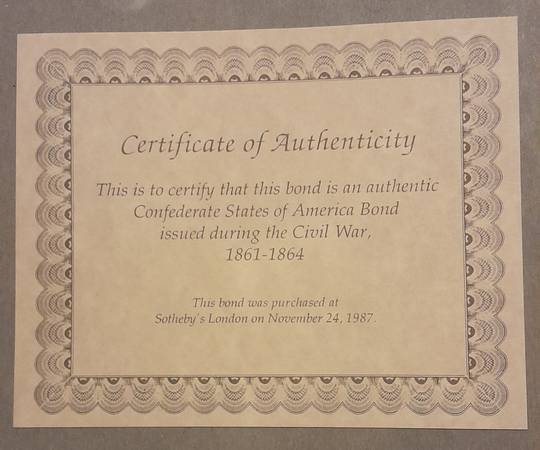 Certificate of Authenticity
This is to certify that this bond is an authentic
Confederate States of America Bond
issued during the Civil War,
1861-1864
This bond was purchased at
Sotheby's London on November 24, 1987.